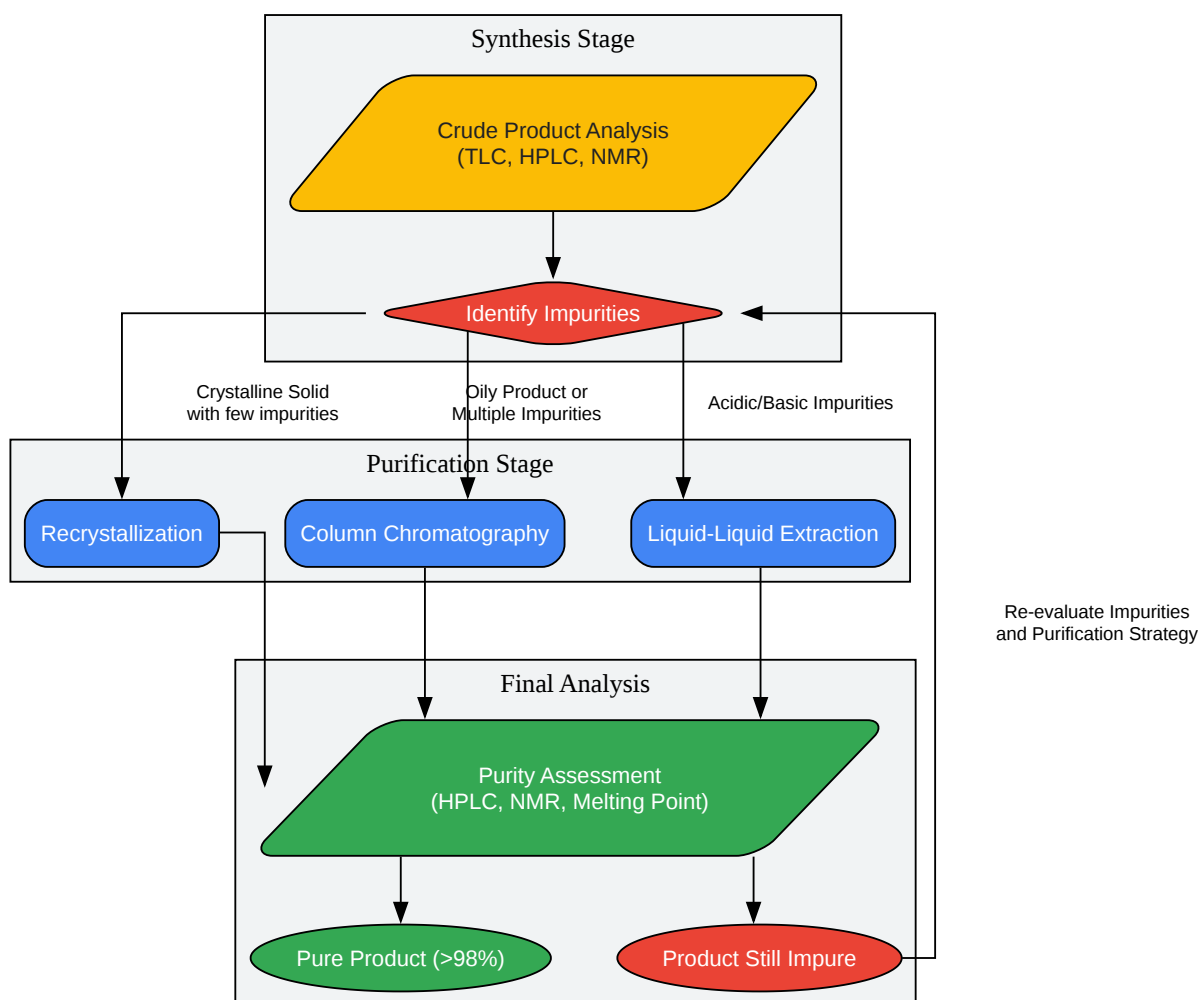 Synthesis Stage
Crude Product Analysis
(TLC, HPLC, NMR)
Identify Impurities
Crystalline Solid
with few impurities
Oily Product or
Multiple Impurities
Acidic/Basic Impurities
Purification Stage
Recrystallization
Column Chromatography
Liquid-Liquid Extraction
Re-evaluate Impurities
and Purification Strategy
Final Analysis
Purity Assessment
(HPLC, NMR, Melting Point)
Pure Product (>98%)
Product Still Impure